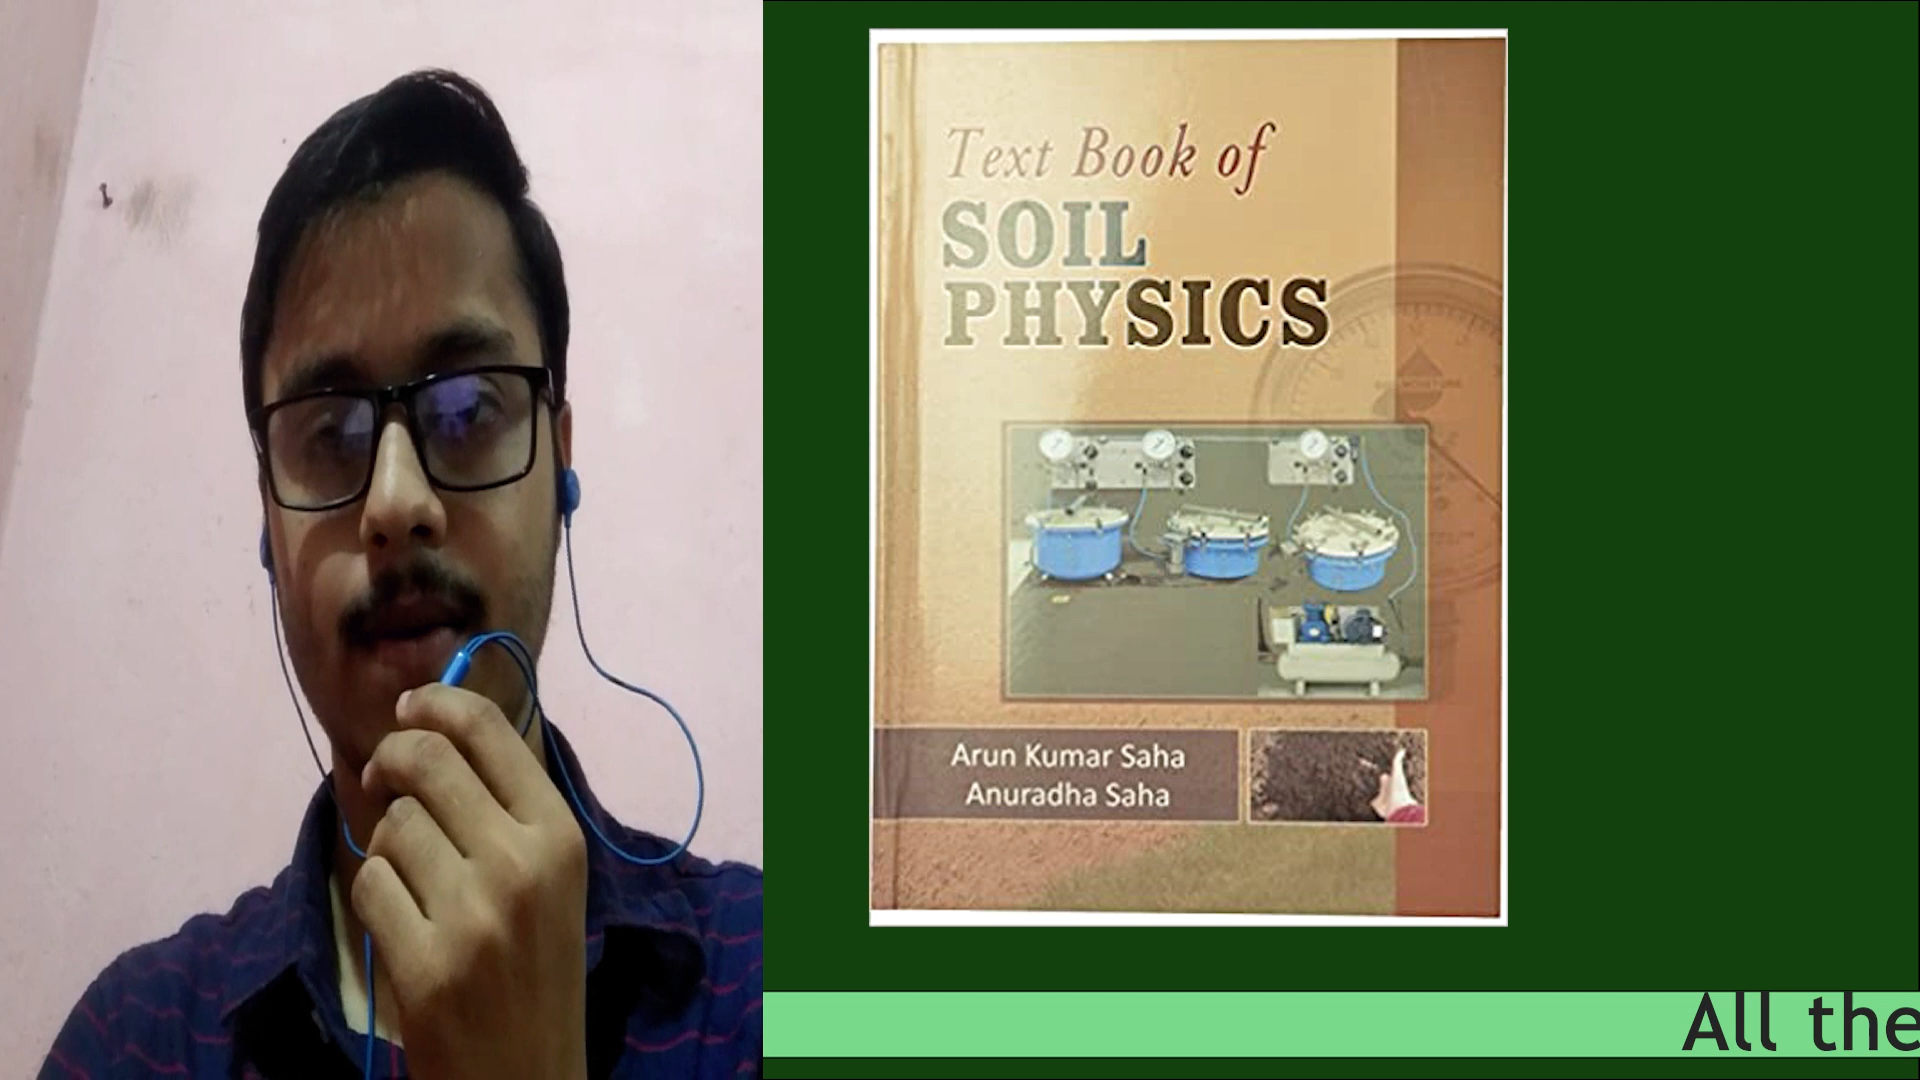 Text Book of
SOIL
PHYSICS
Arun Kumar Saha
Anuradha Saha
All the